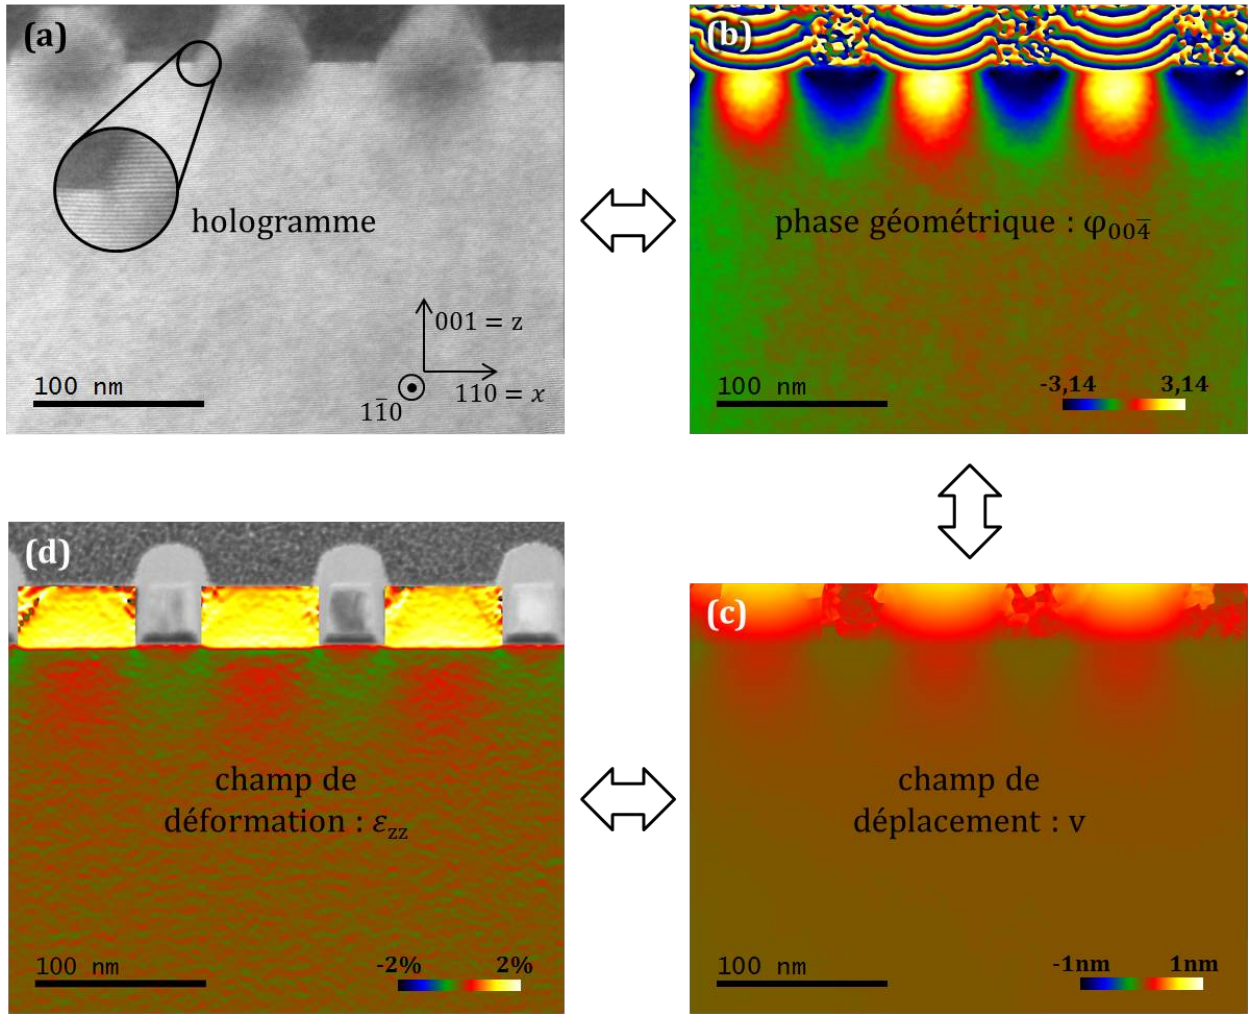 (a)
hologramme
001 = z
110 = x
11̅0
100 nm
(b)
phase géométrique : φ004̅
-3,14 3,14
100 nm
(d)
champ de
déformation : εzz
-2% 2%
100 nm
(c)
champ de
déplacement : v
-1nm 1nm
100 nm